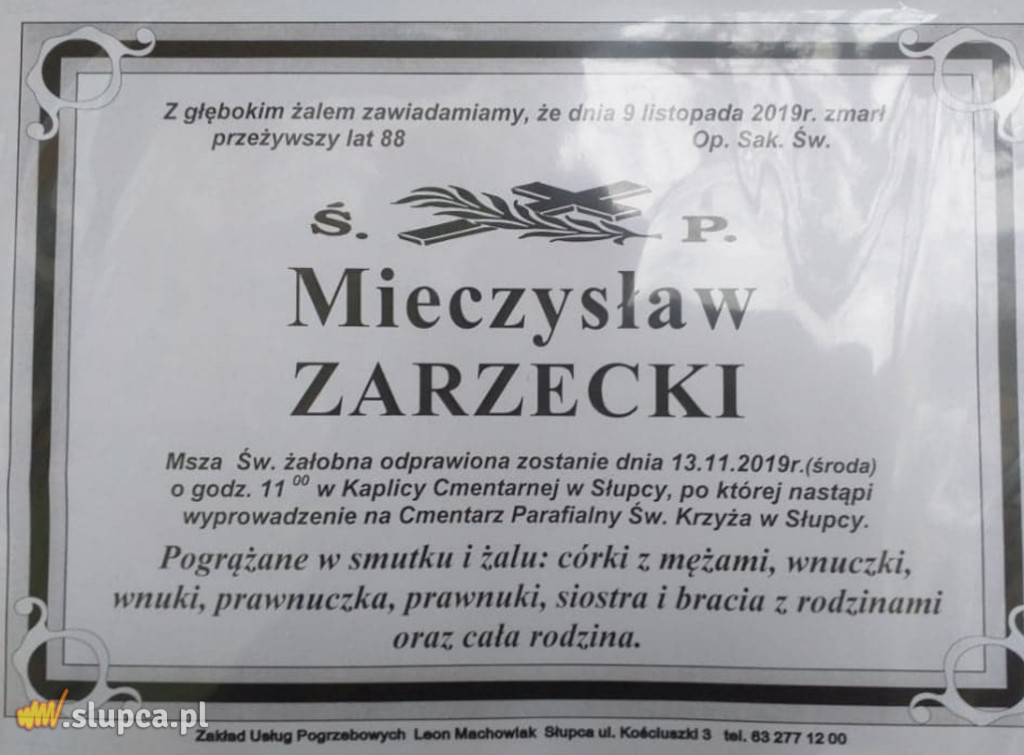 Z głębokim żalem zawiadamiamy, że dnia 9 listopada 2019r. zmarł
przeżywszy lat 88 Op. Sak. Św.
Ś. P.
Mieczysław
ZARZECKI
Msza Św. żałobna odprawiona zostanie dnia 13.11.2019r.(środa)
o godz. 11 00 w Kaplicy Cmentarnej w Słupcy, po której nastąpi
wyprowadzenie na Cmentarz Parafialny Św. Krzyża w Słupcy.
Pogrążane w smutku i żalu: córki z mężami, wnuczki,
wnuki, prawnuczka, prawnuki, siostra i bracia z rodzinami
oraz cała rodzina.
.slupca.pl
Zakład Usług Pogrzebowych Leon Machowiak Słupca ul. Kościuszki 3 tel. 63 277 12 00